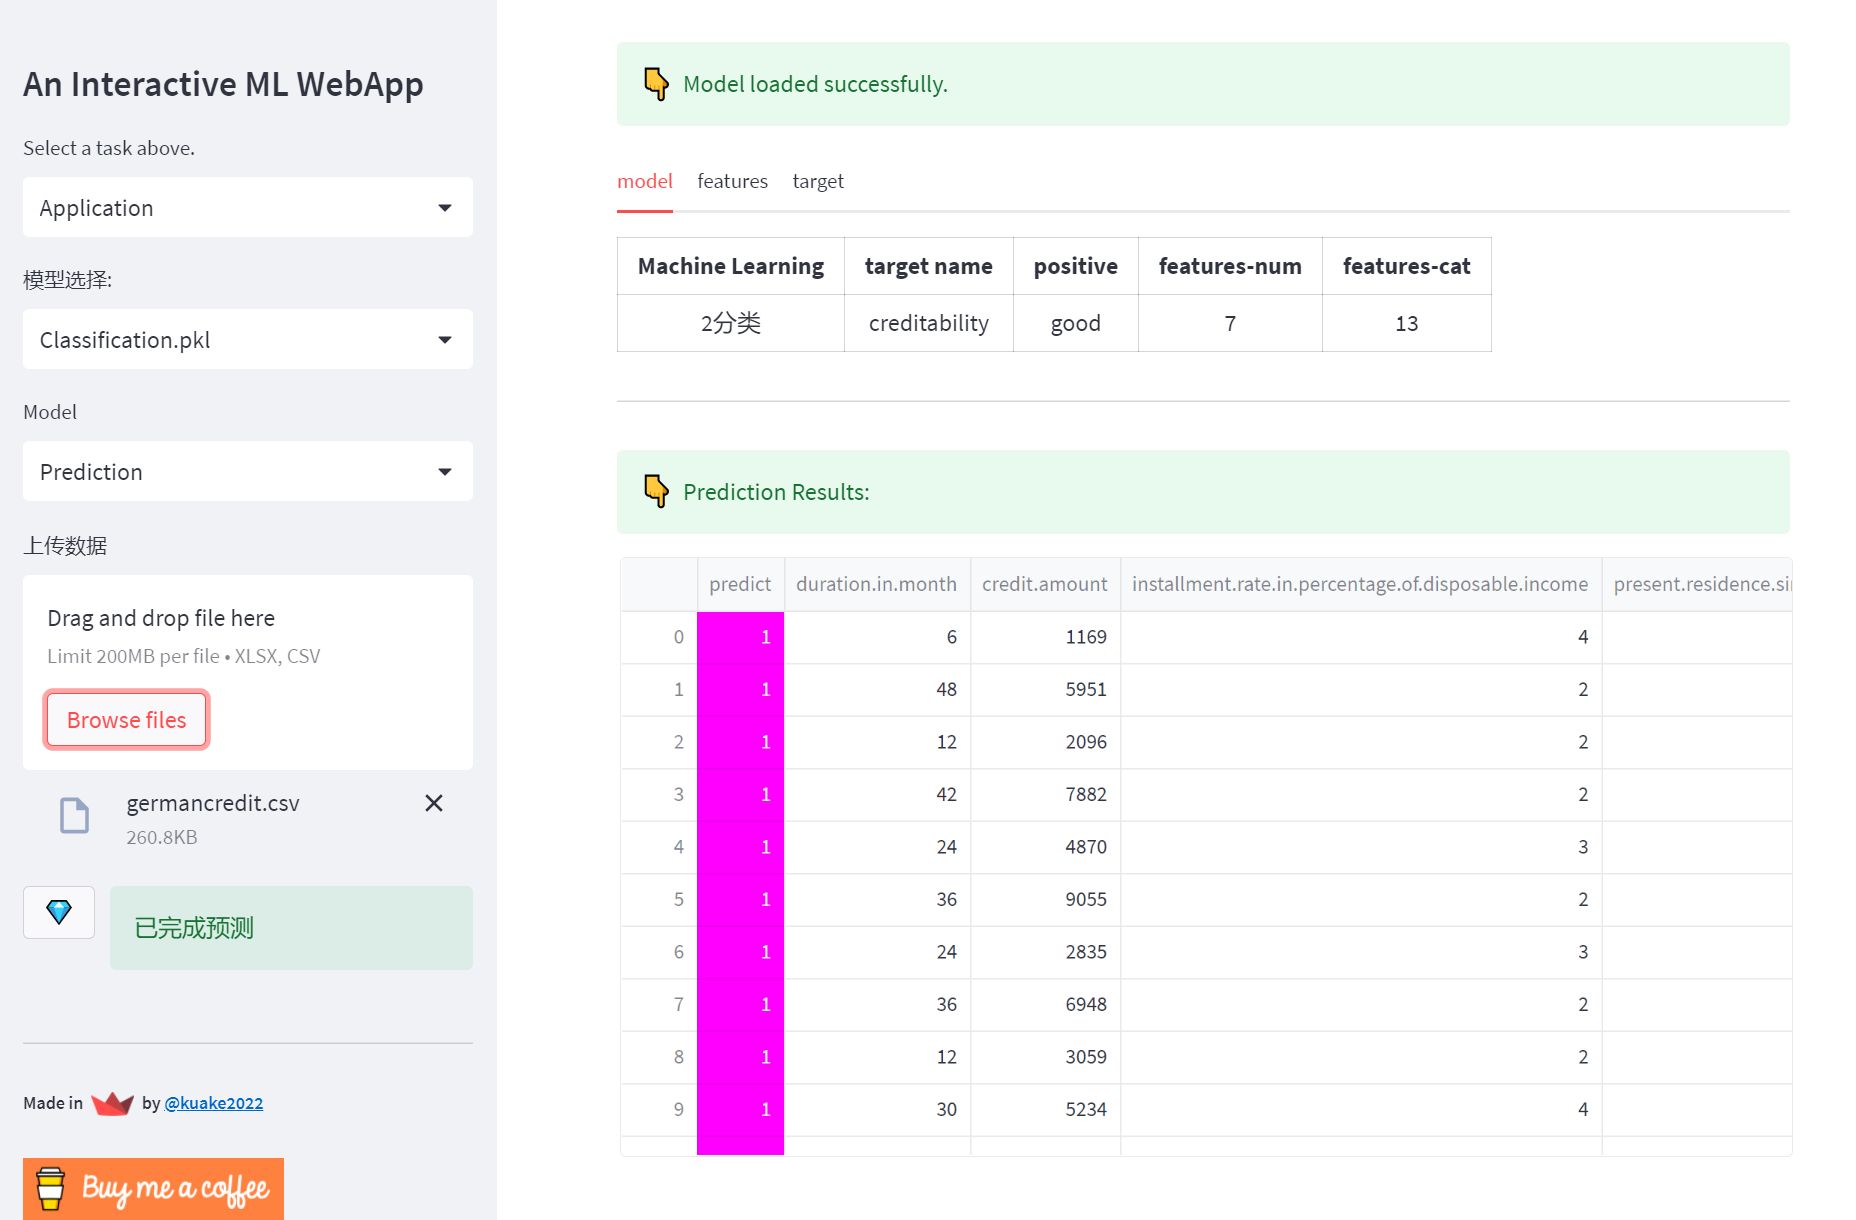 An Interactive ML WebApp
Select a task above.
Application
模型选择:
Classification.pkl
Model
Prediction
上传数据
Drag and drop file here
Limit 200MB per file • XLSX, CSV
Browse files
germancredit.csv
260.8KB
已完成预测
Made in by @kuake2022
Buy me a coffee
Model loaded successfully.
model features target
Machine Learning target name positive features-num features-cat
2分类 creditability good 7 13
Prediction Results:
predict duration.in.month credit.amount installment.rate.in.percentage.of.disposable.income present.residence.si
0 1 6 1169 4
1 1 48 5951 2
2 1 12 2096 2
3 1 42 7882 2
4 1 24 4870 3
5 1 36 9055 2
6 1 24 2835 3
7 1 36 6948 2
8 1 12 3059 2
9 1 30 5234 4